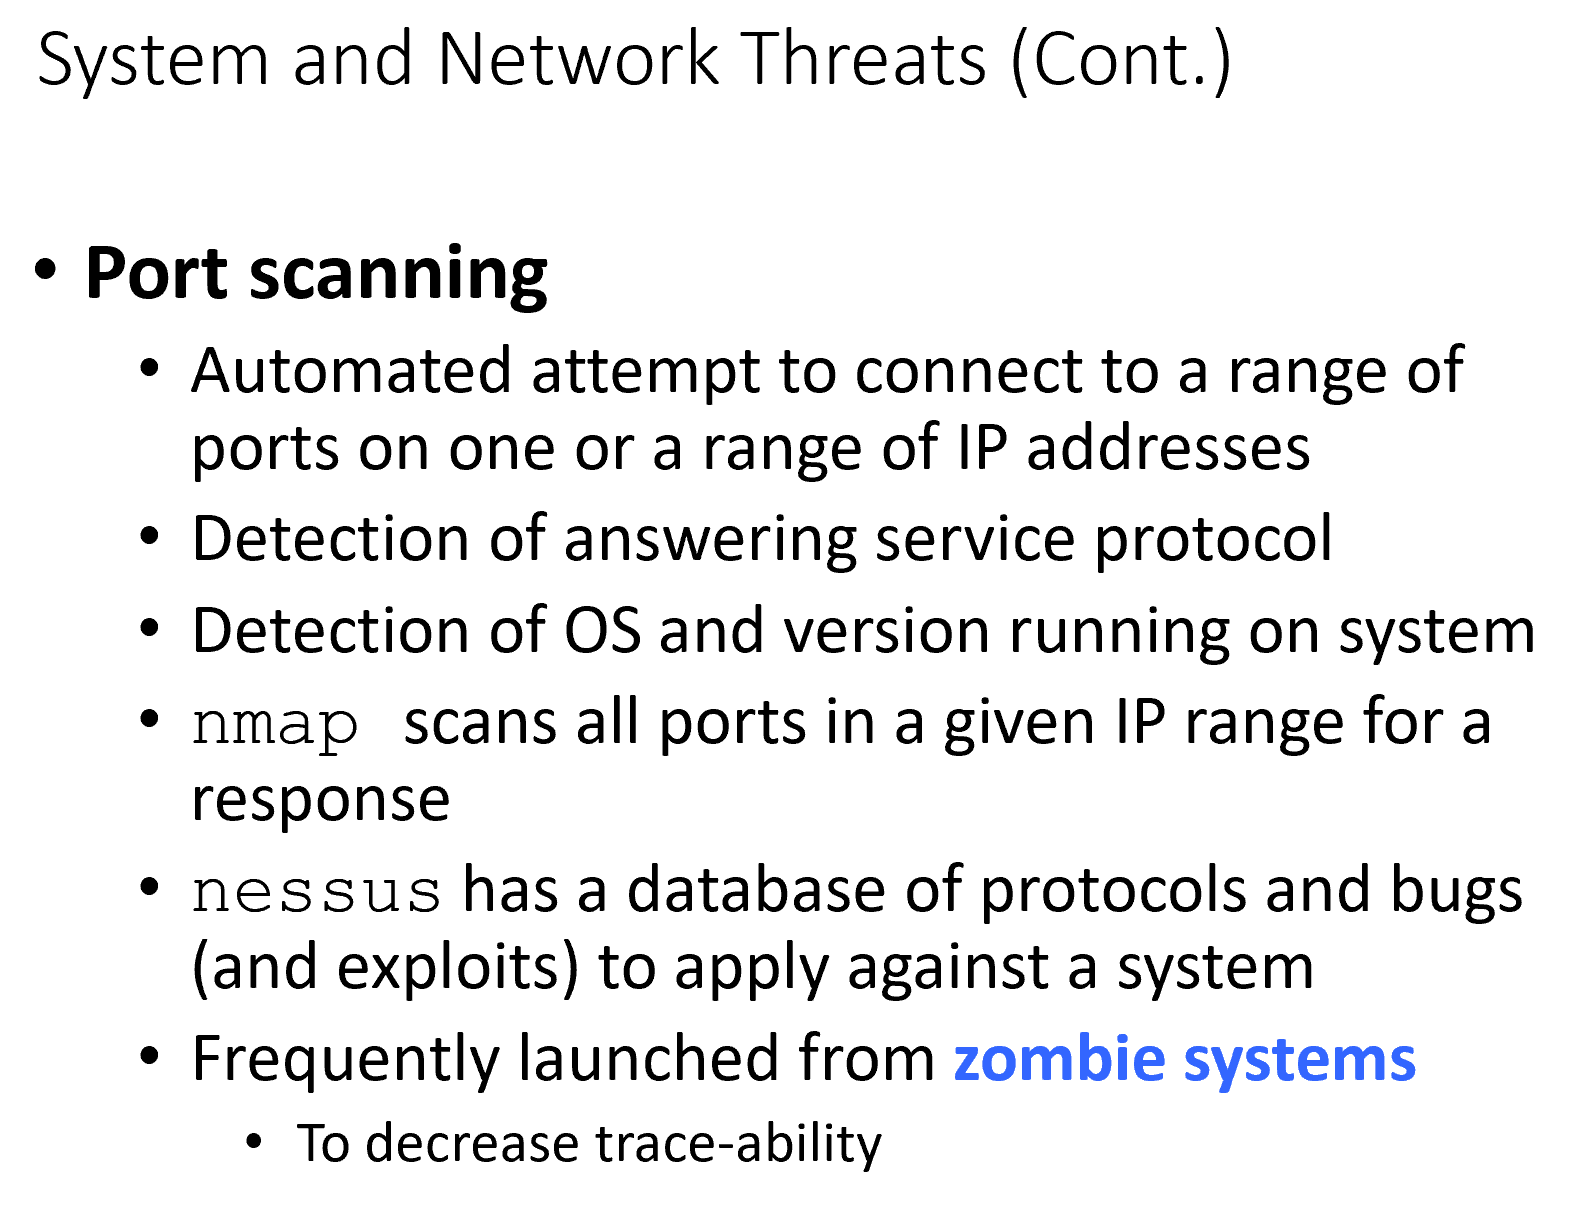 System and Network Threats (Cont.)
• Port scanning
• Automated attempt to connect to a range of
ports on one or a range of IP addresses
• Detection of answering service protocol
• Detection of OS and version running on system
• nmap scans all ports in a given IP range for a
response
• nessus has a database of protocols and bugs
(and exploits) to apply against a system
• Frequently launched from zombie systems
• To decrease trace-ability